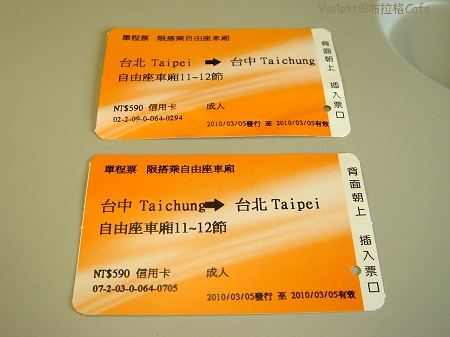 Violett@布拉格Cafe
單程票 限搭乘自由座車廂
台北 Taipei ➡ 台中 Taichung
自由座車廂11~12節
NT$590 信用卡 成人
02-2-09-0-064-0294
2010/03/05發行 至 2010/03/05有效
背面朝上 插入票口
單程票 限搭乘自由座車廂
台中 Taichung ➡ 台北 Taipei
自由座車廂11~12節
NT$590 信用卡 成人
07-2-03-0-064-0705
2010/03/05發行 至 2010/03/05有效
背面朝上 插入票口